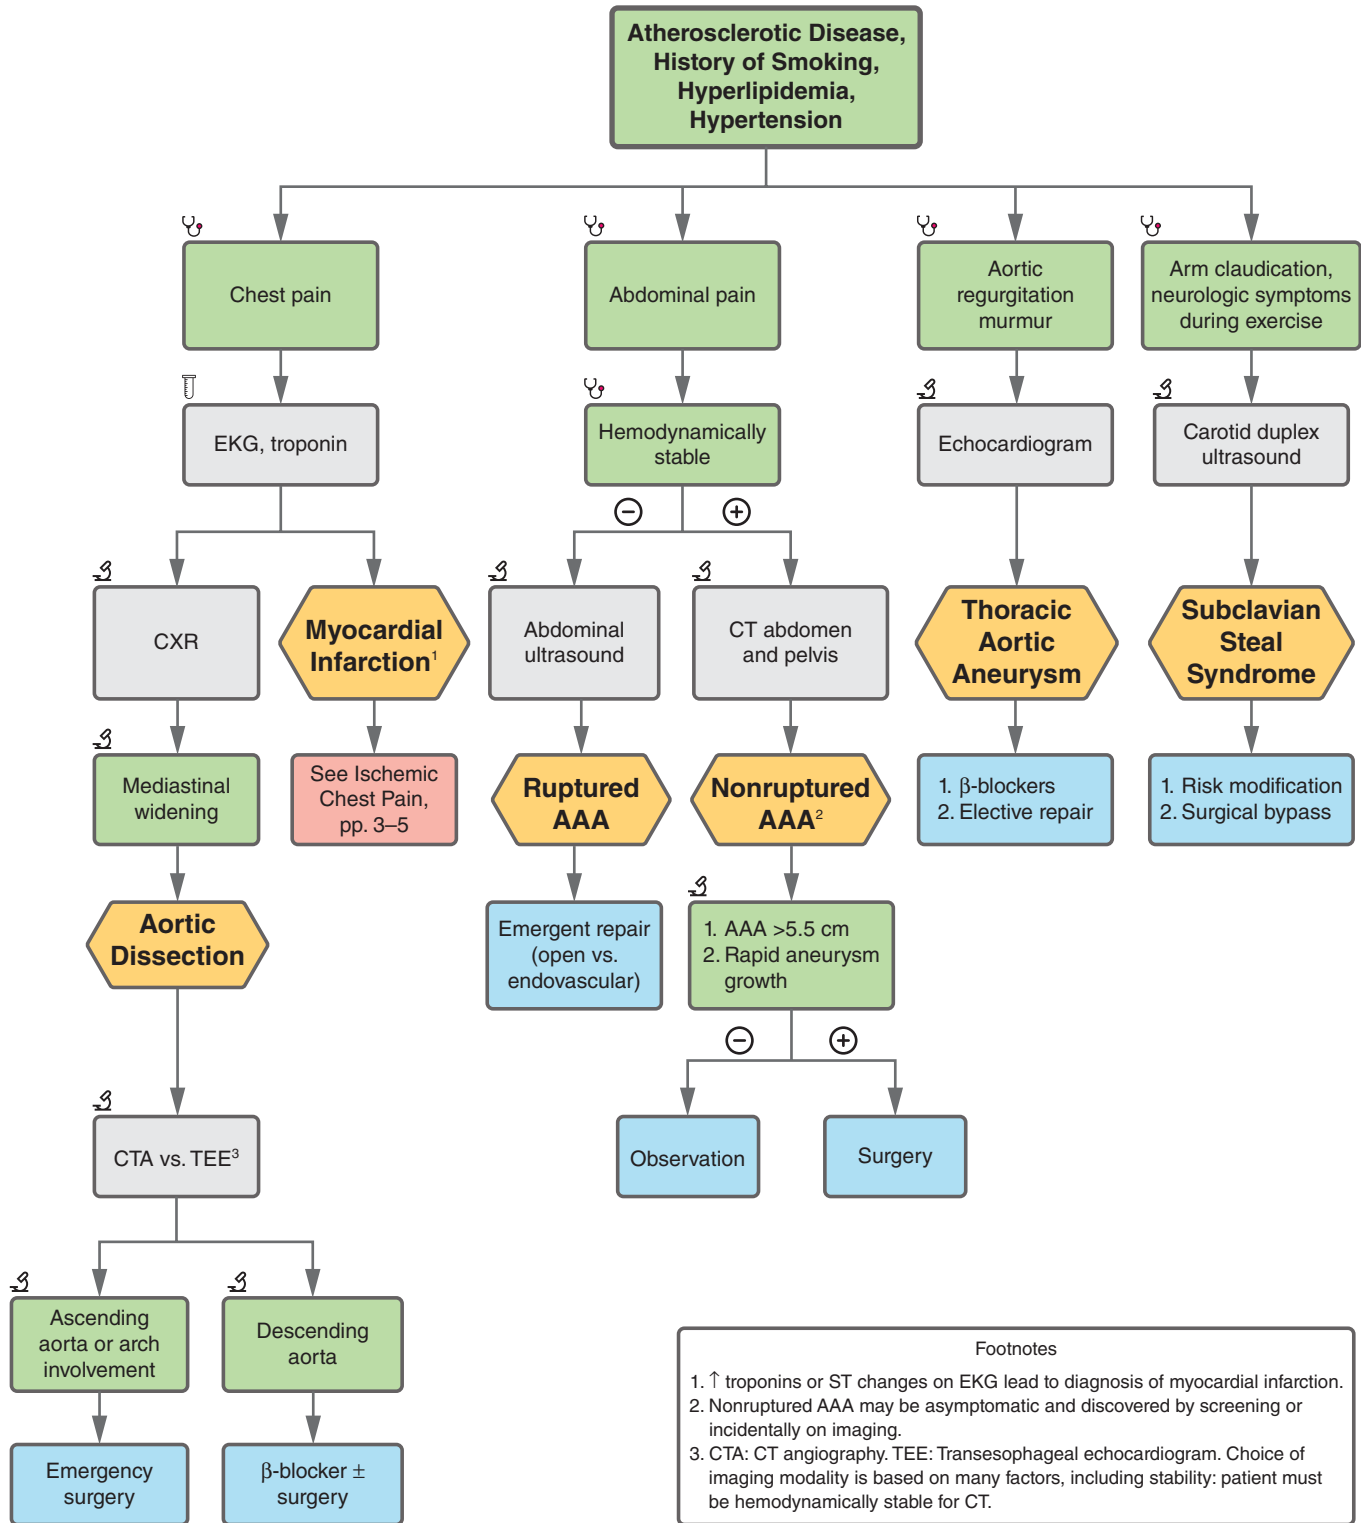 Atherosclerotic Disease,
History of Smoking,
Hyperlipidemia,
Hypertension
Chest pain
Abdominal pain
Aortic
regurgitation
murmur
Arm claudication,
neurologic symptoms
during exercise
EKG, troponin
Hemodynamically
stable
Echocardiogram
Carotid duplex
ultrasound
−
+
CXR
Myocardial
Infarction¹
Abdominal
ultrasound
CT abdomen
and pelvis
Thoracic
Aortic
Aneurysm
Subclavian
Steal
Syndrome
Mediastinal
widening
See Ischemic
Chest Pain,
pp. 3–5
Ruptured
AAA
Nonruptured
AAA²
1. β-blockers
2. Elective repair
1. Risk modification
2. Surgical bypass
Aortic
Dissection
Emergent repair
(open vs.
endovascular)
1. AAA >5.5 cm
2. Rapid aneurysm
growth
−
+
CTA vs. TEE³
Observation
Surgery
Ascending
aorta or arch
involvement
Descending
aorta
Emergency
surgery
β-blocker ±
surgery
Footnotes
1. ↑ troponins or ST changes on EKG lead to diagnosis of myocardial infarction.
2. Nonruptured AAA may be asymptomatic and discovered by screening or
incidentally on imaging.
3. CTA: CT angiography. TEE: Transesophageal echocardiogram. Choice of
imaging modality is based on many factors, including stability: patient must
be hemodynamically stable for CT.